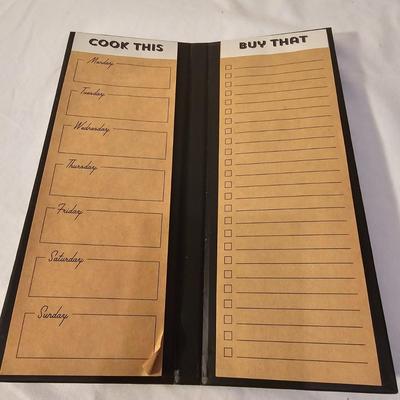 COOK THIS
Monday
Tuesday
Wednesday
Thursday
Friday
Saturday
Sunday
BUY THAT